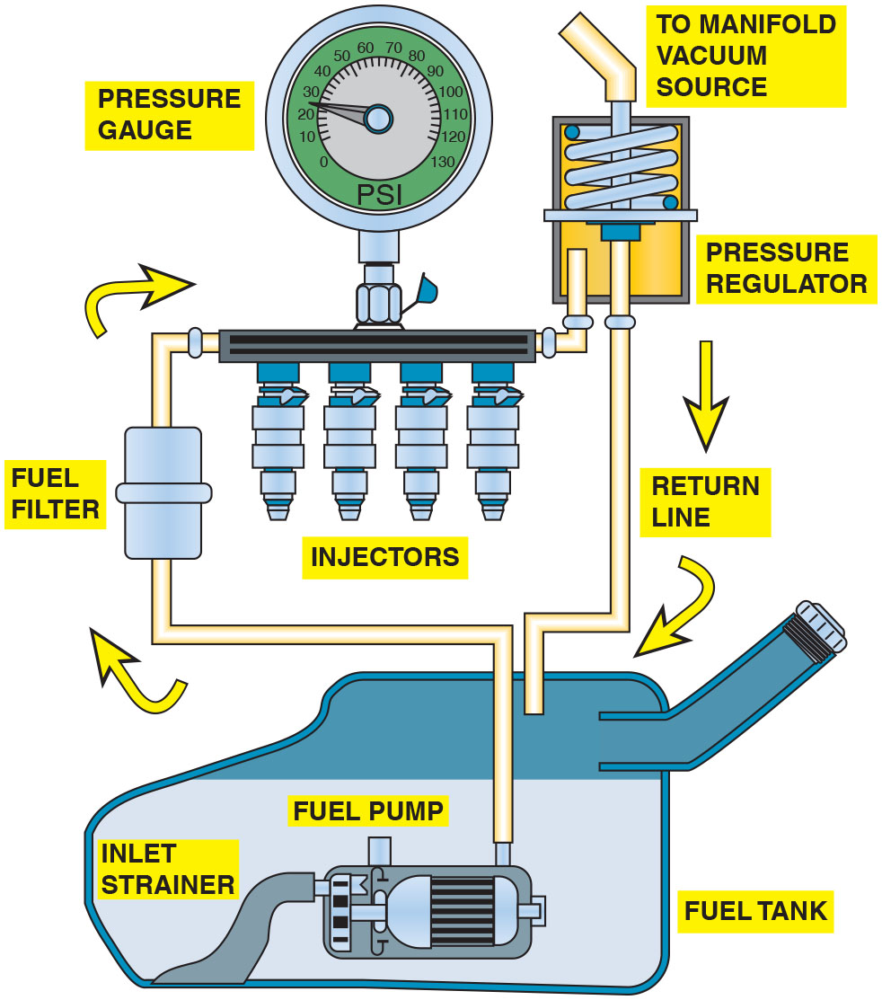 TO MANIFOLD
VACUUM
SOURCE
PRESSURE
GAUGE
0
10
20
30
40
50
60
70
80
90
100
110
120
130
PSI
PRESSURE
REGULATOR
FUEL
FILTER
RETURN
LINE
INJECTORS
FUEL PUMP
INLET
STRAINER
FUEL TANK